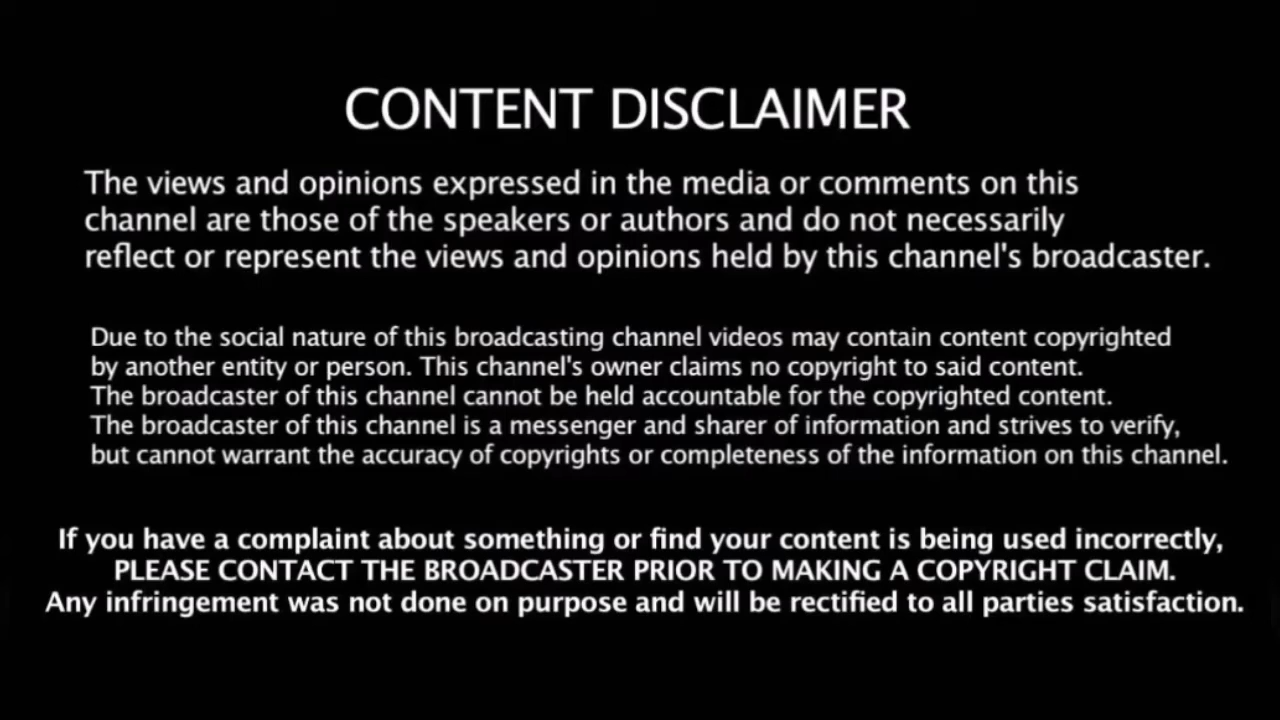 CONTENT DISCLAIMER
The views and opinions expressed in the media or comments on this
channel are those of the speakers or authors and do not necessarily
reflect or represent the views and opinions held by this channel's broadcaster.
Due to the social nature of this broadcasting channel videos may contain content copyrighted
by another entity or person. This channel's owner claims no copyright to said content.
The broadcaster of this channel cannot be held accountable for the copyrighted content.
The broadcaster of this channel is a messenger and sharer of information and strives to verify,
but cannot warrant the accuracy of copyrights or completeness of the information on this channel.
If you have a complaint about something or find your content is being used incorrectly,
PLEASE CONTACT THE BROADCASTER PRIOR TO MAKING A COPYRIGHT CLAIM.
Any infringement was not done on purpose and will be rectified to all parties satisfaction.